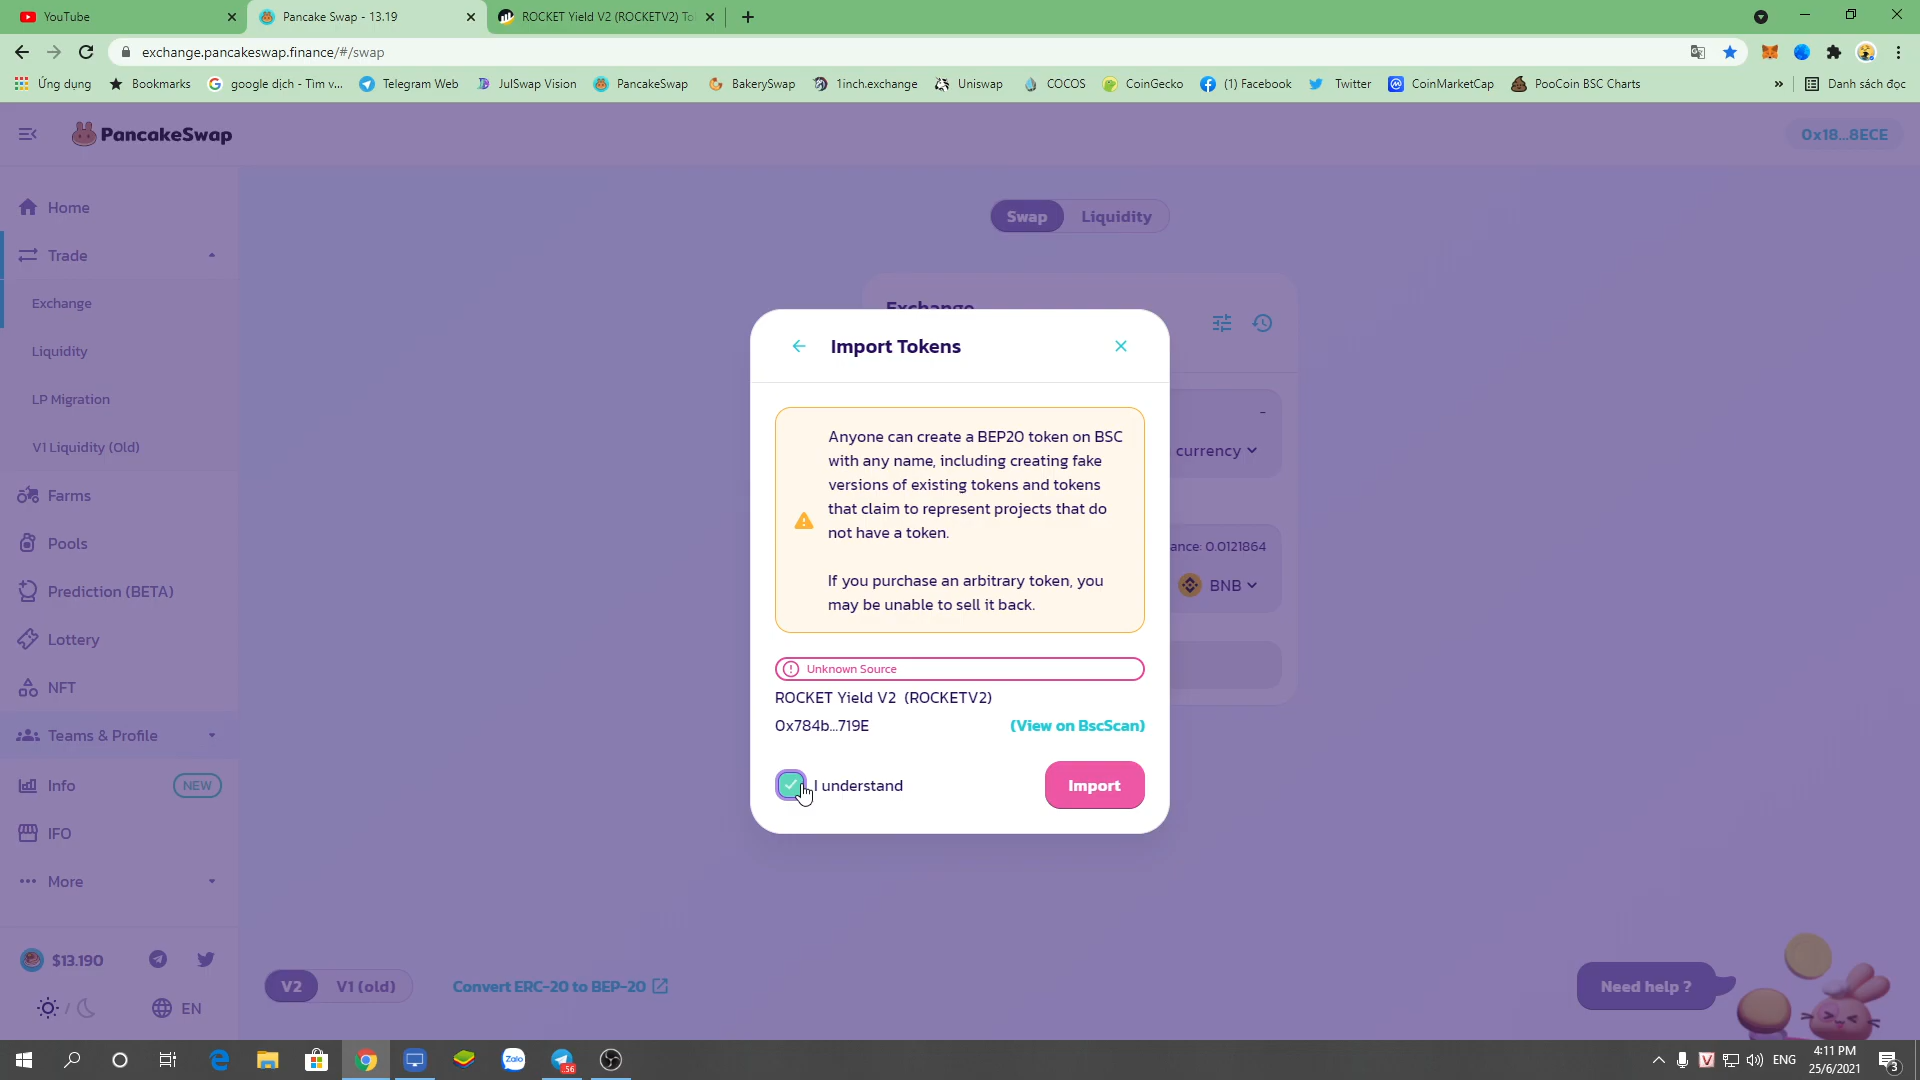 YouTube
Pancake Swap - 13.19
ROCKET Yield V2 (ROCKETV2) To
exchange.pancakeswap.finance/#/swap
Ứng dụng
Bookmarks
google dịch - Tìm v...
Telegram Web
JulSwap Vision
PancakeSwap
BakerySwap
1inch.exchange
Uniswap
COCOS
CoinGecko
(1) Facebook
Twitter
CoinMarketCap
PooCoin BSC Charts
»
Danh sách đọc
PancakeSwap
0x18...8ECE
Home
Trade
Exchange
Liquidity
LP Migration
V1 Liquidity (Old)
Farms
Pools
Prediction (BETA)
Lottery
NFT
Teams & Profile
Info
NEW
IFO
More
$13.190
EN
Swap
Liquidity
Exchange
-
currency
ance: 0.0121864
BNB
Import Tokens
Anyone can create a BEP20 token on BSC
with any name, including creating fake
versions of existing tokens and tokens
that claim to represent projects that do
not have a token.
If you purchase an arbitrary token, you
may be unable to sell it back.
Unknown Source
ROCKET Yield V2 (ROCKETV2)
0x784b...719E
(View on BscScan)
I understand
Import
V2
V1 (old)
Convert ERC-20 to BEP-20
Need help ?
Zalo
56
ENG
4:11 PM
25/6/2021
3